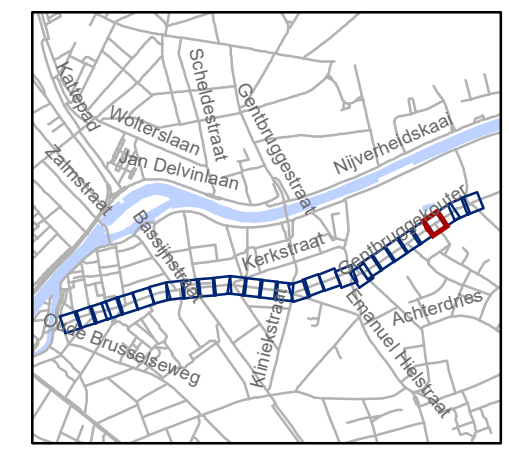 Kattepad
Scheldestraat
Gentbruggestraat
Wolterslaan
Nijverheidskaai
Zalmstraat
Jan Delvinlaan
Bassijnstraat
Gentbruggekouter
Kerkstraat
Achterdries
Oude Brusselseweg
Kliniekstraat
Emanuel Hielstraat